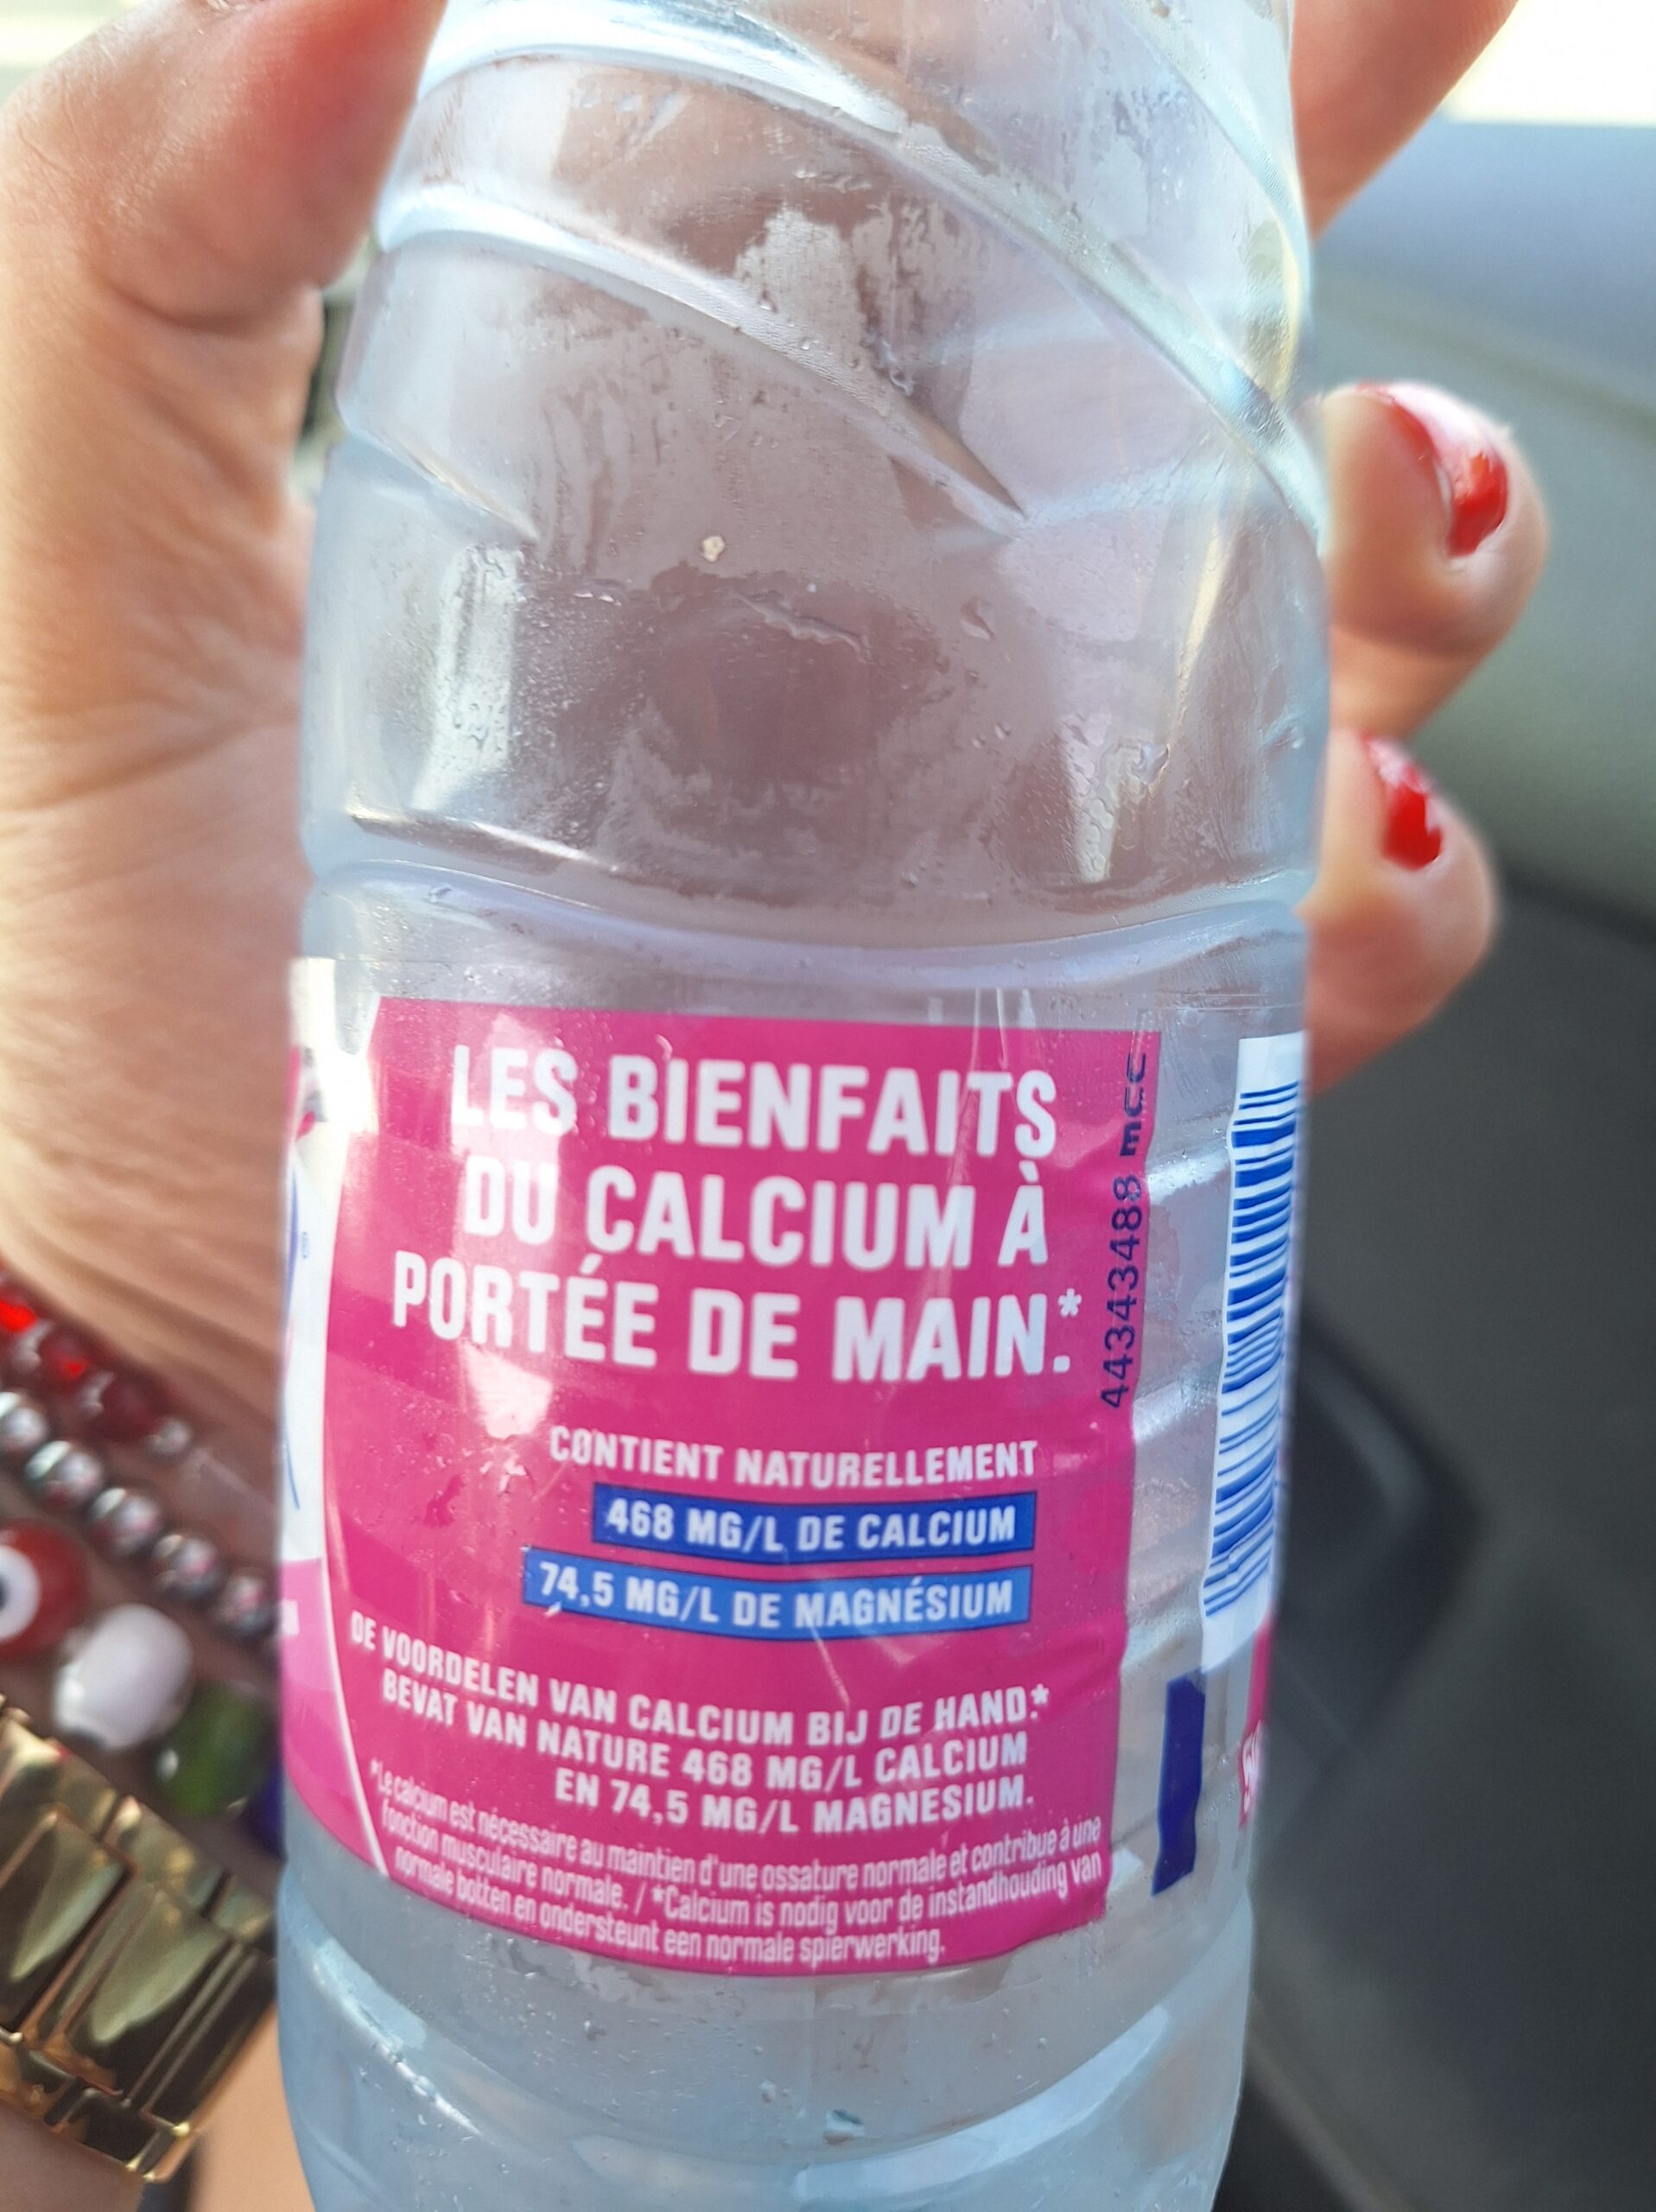 LES BIENFAITS
DU CALCIUM À
PORTÉE DE MAIN.*
CONTIENT NATURELLEMENT
468 MG/L DE CALCIUM
74,5 MG/L DE MAGNÉSIUM
DE VOORDELEN VAN CALCIUM BIJ DE HAND.*
BEVAT VAN NATURE 468 MG/L CALCIUM
EN 74,5 MG/L MAGNESIUM.
*Le calcium est nécessaire au maintien d'une ossature normale et contribue à une
fonction musculaire normale. / *Calcium is nodig voor de instandhouding van
normale botten en ondersteunt een normale spierwerking.
44343488 mcc